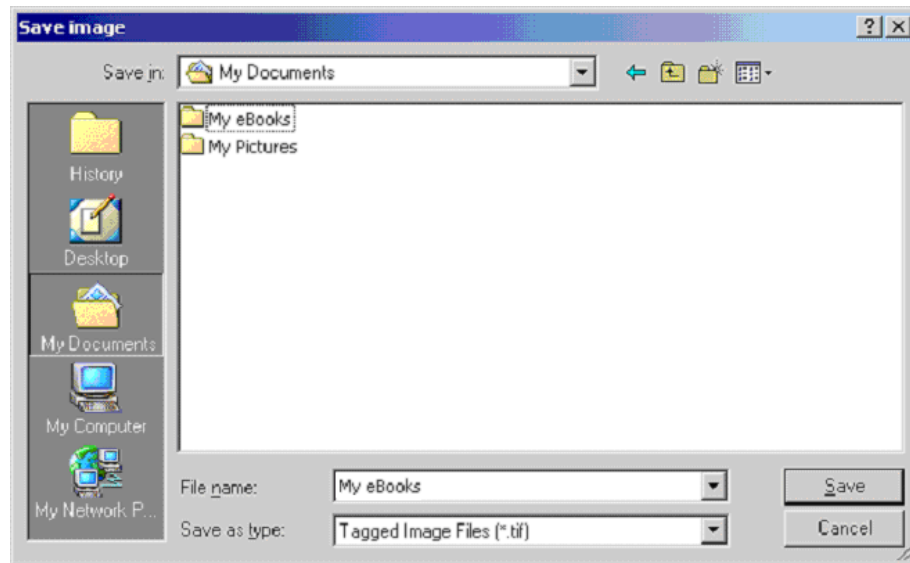 Save image
Save in: My Documents
My eBooks
My Pictures
History
Desktop
My Documents
My Computer
My Network P...
File name: My eBooks Save
Save as type: Tagged Image Files (*.tif) Cancel